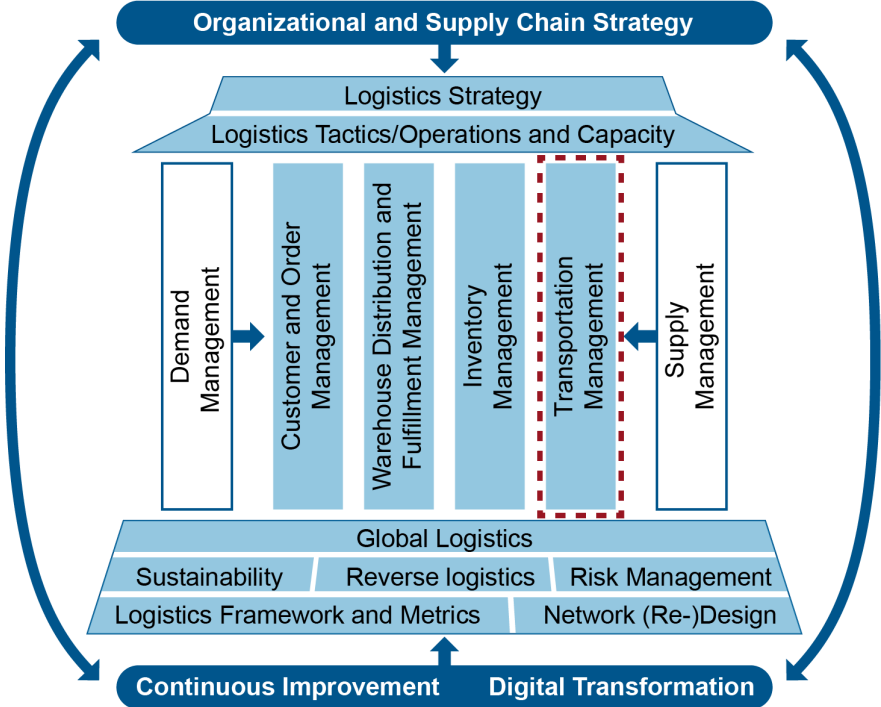 Organizational and Supply Chain Strategy
Logistics Strategy
Logistics Tactics/Operations and Capacity
Demand
Management
Customer and Order
Management
Warehouse Distribution and
Fulfillment Management
Inventory
Management
Transportation
Management
Supply
Management
Global Logistics
Sustainability
Reverse logistics
Risk Management
Logistics Framework and Metrics
Network (Re-)Design
Continuous Improvement
Digital Transformation